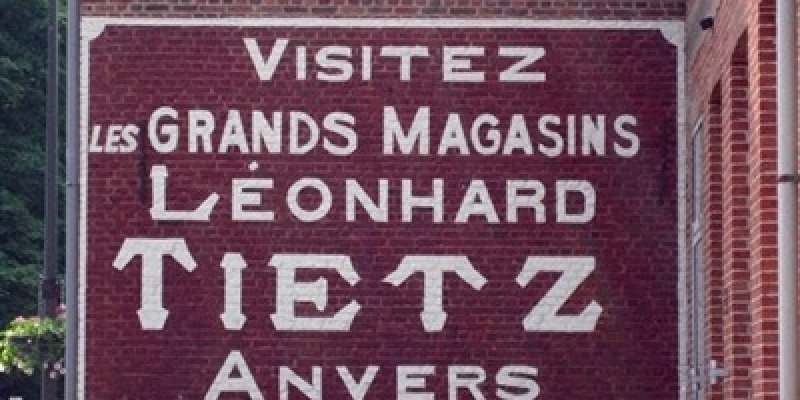 VISITEZ
LES GRANDS MAGASINS
LÉONHARD
TIETZ
ANVERS